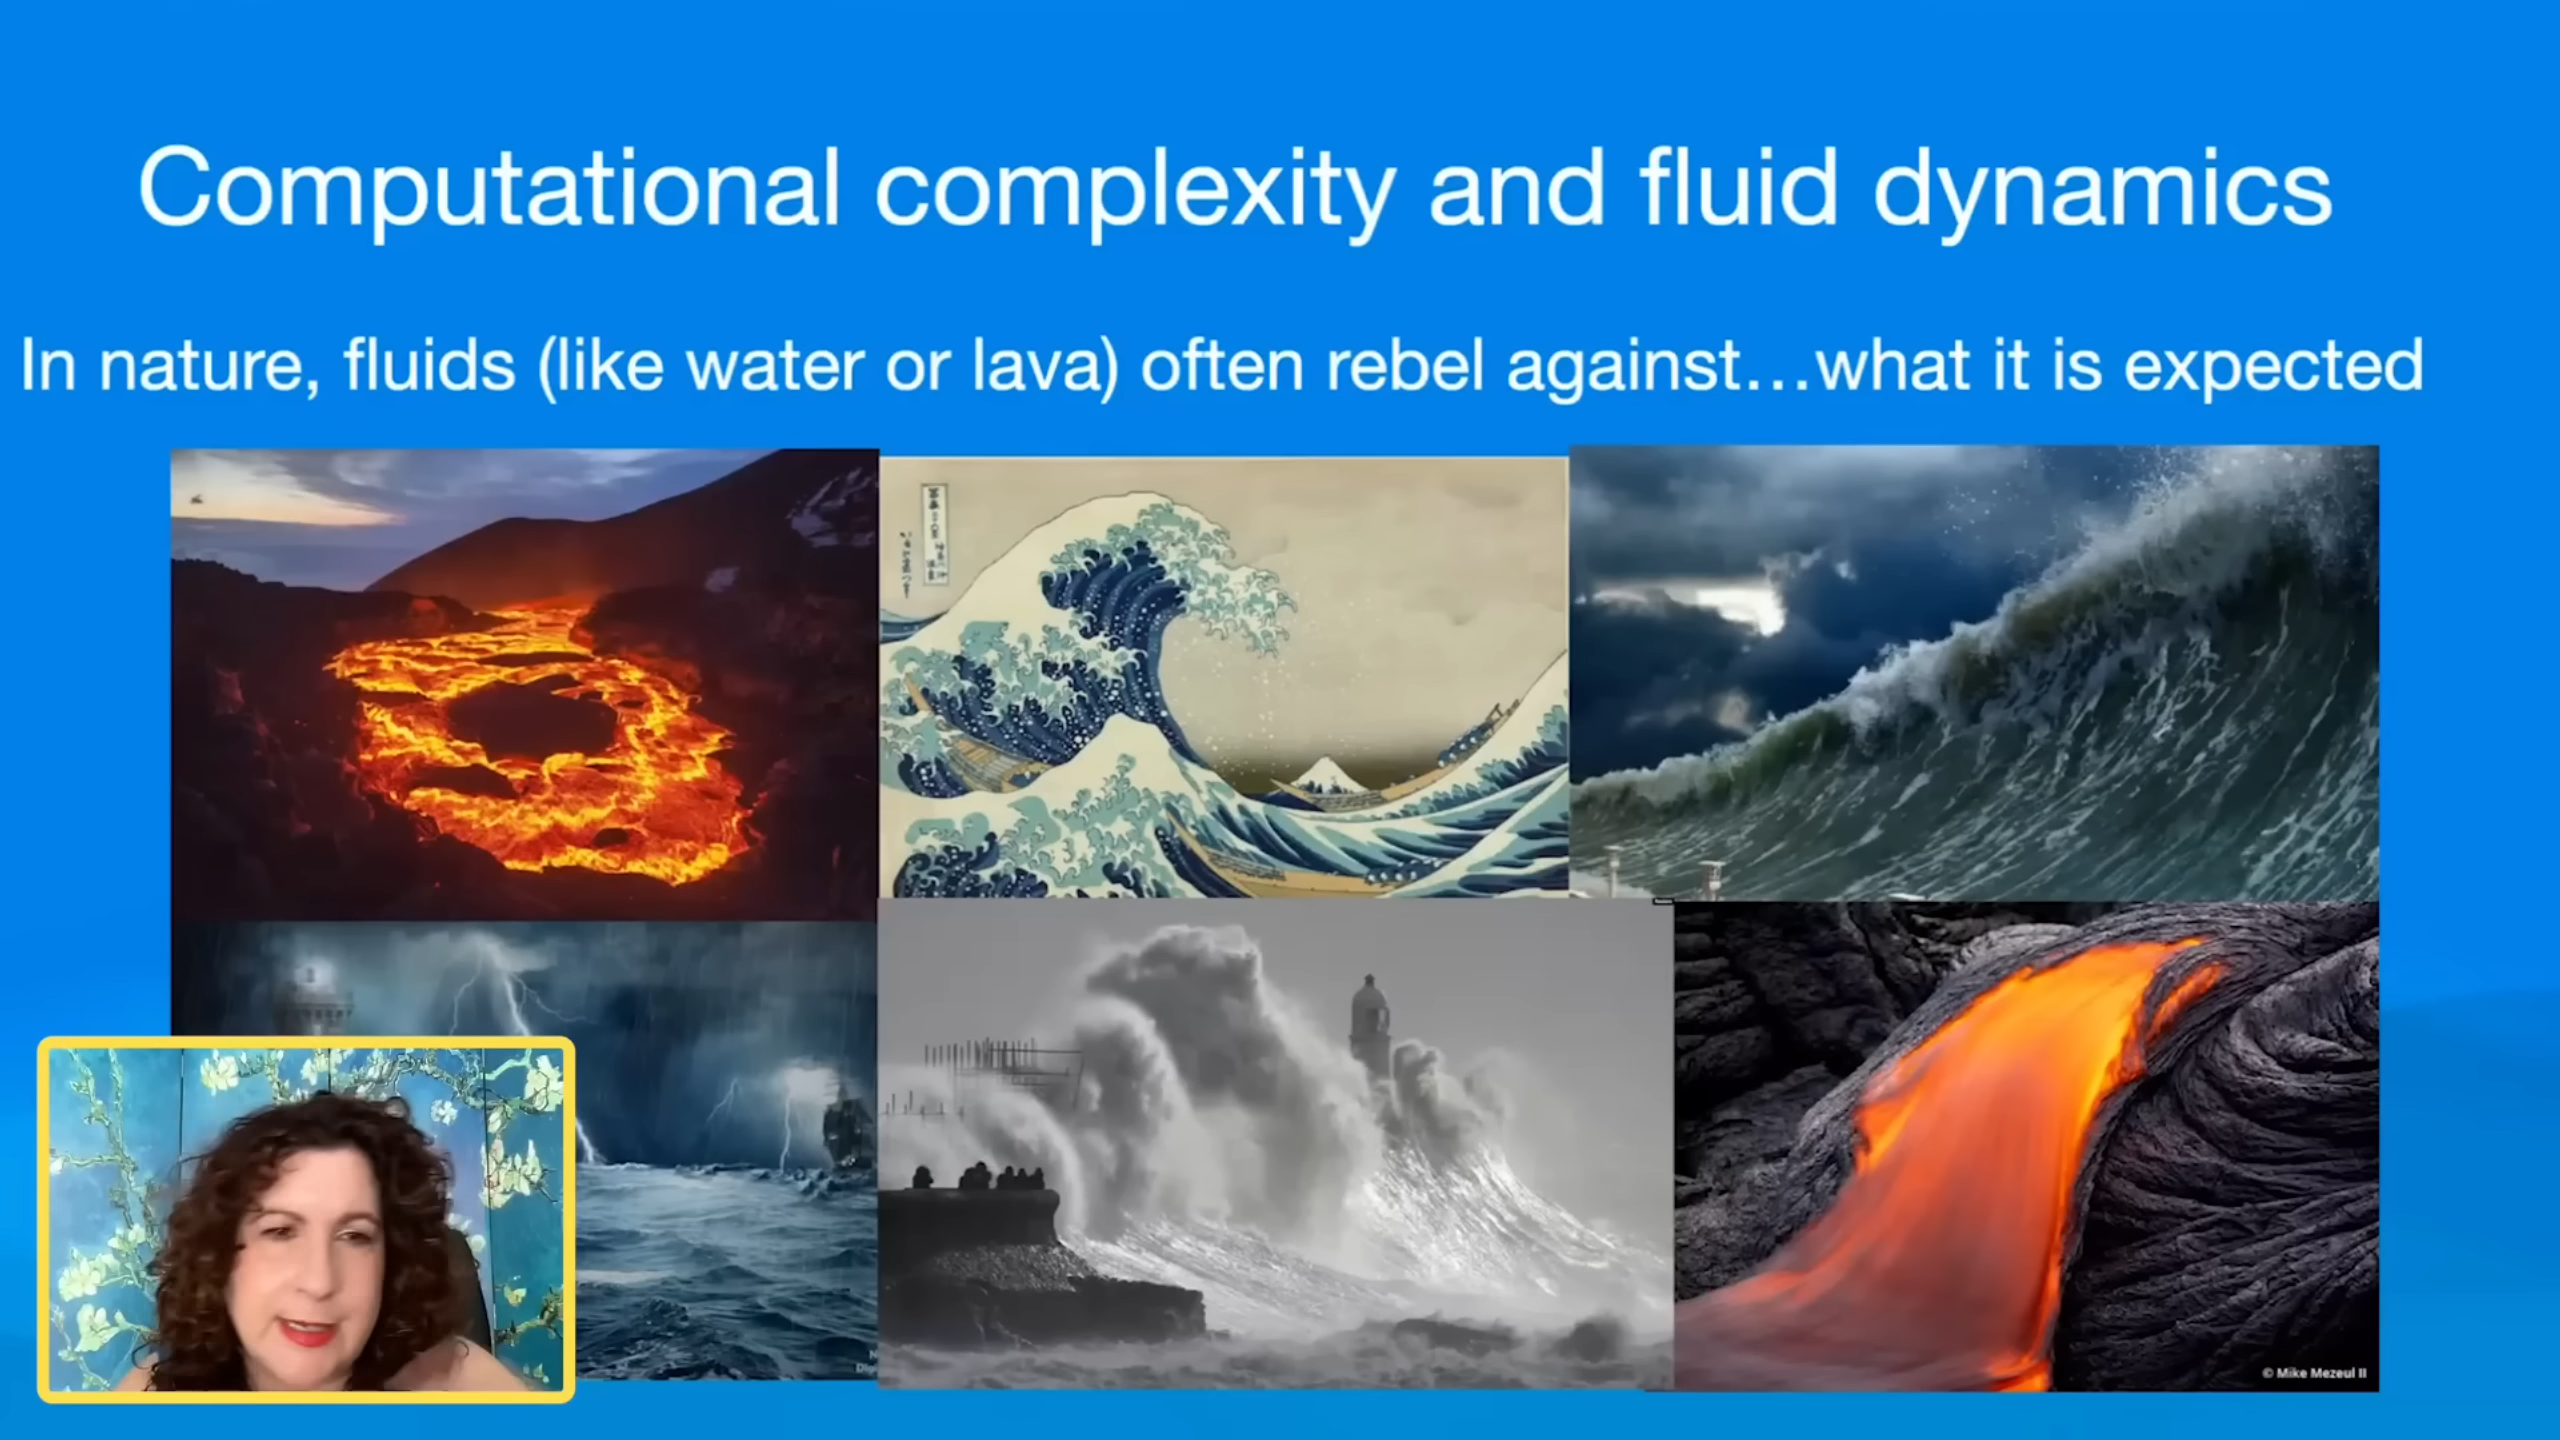 Computational complexity and fluid dynamics
In nature, fluids (like water or lava) often rebel against...what it is expected
© Mike Mezeul II